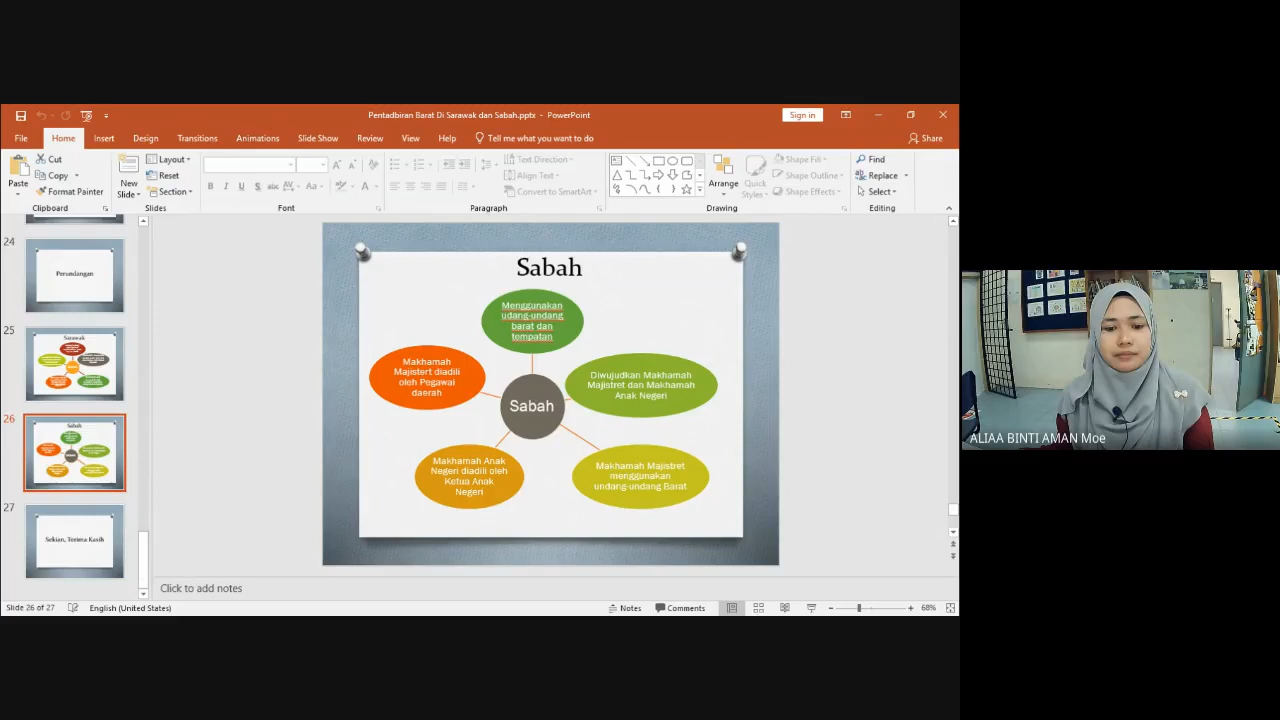 Pentadbiran Barat Di Sarawak dan Sabah.pptx - PowerPoint
Sign in
File Home Insert Design Transitions Animations Slide Show Review View Help Tell me what you want to do
Share
Paste
Cut
Copy
Format Painter
Clipboard
New
Slide
Layout
Reset
Section
Slides
B I U S abc AV Aa A
Font
Text Direction
Align Text
Convert to SmartArt
Paragraph
Arrange
Quick
Styles
Shape Fill
Shape Outline
Shape Effects
Drawing
Find
Replace
Select
Editing
24
Perundangan
25
Sarawak
26
Sabah
27
Sekian, Terima Kasih
Sabah
Menggunakan
udang-undang
barat dan
tempatan
Makhamah
Majistert diadili
oleh Pegawai
daerah
Diwujudkan Makhamah
Majistret dan Makhamah
Anak Negeri
Sabah
Makhamah Anak
Negeri diadili oleh
Ketua Anak
Negeri
Makhamah Majistret
menggunakan
undang-undang Barat
Click to add notes
Slide 26 of 27 English (United States) Notes Comments 68%
ALIAA BINTI AMAN Moe